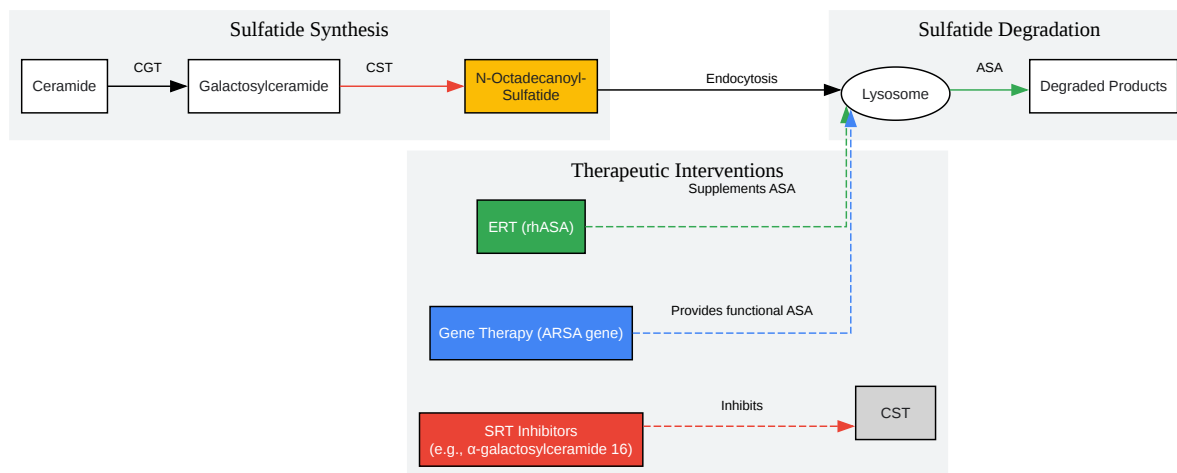 Sulfatide Synthesis
Ceramide
CGT
Galactosylceramide
CST
N-Octadecanoyl-
Sulfatide
Endocytosis
Sulfatide Degradation
Lysosome
ASA
Degraded Products
Therapeutic Interventions
Supplements ASA
ERT (rhASA)
Provides functional ASA
Gene Therapy (ARSA gene)
Inhibits
SRT Inhibitors
(e.g., α-galactosylceramide 16)
CST